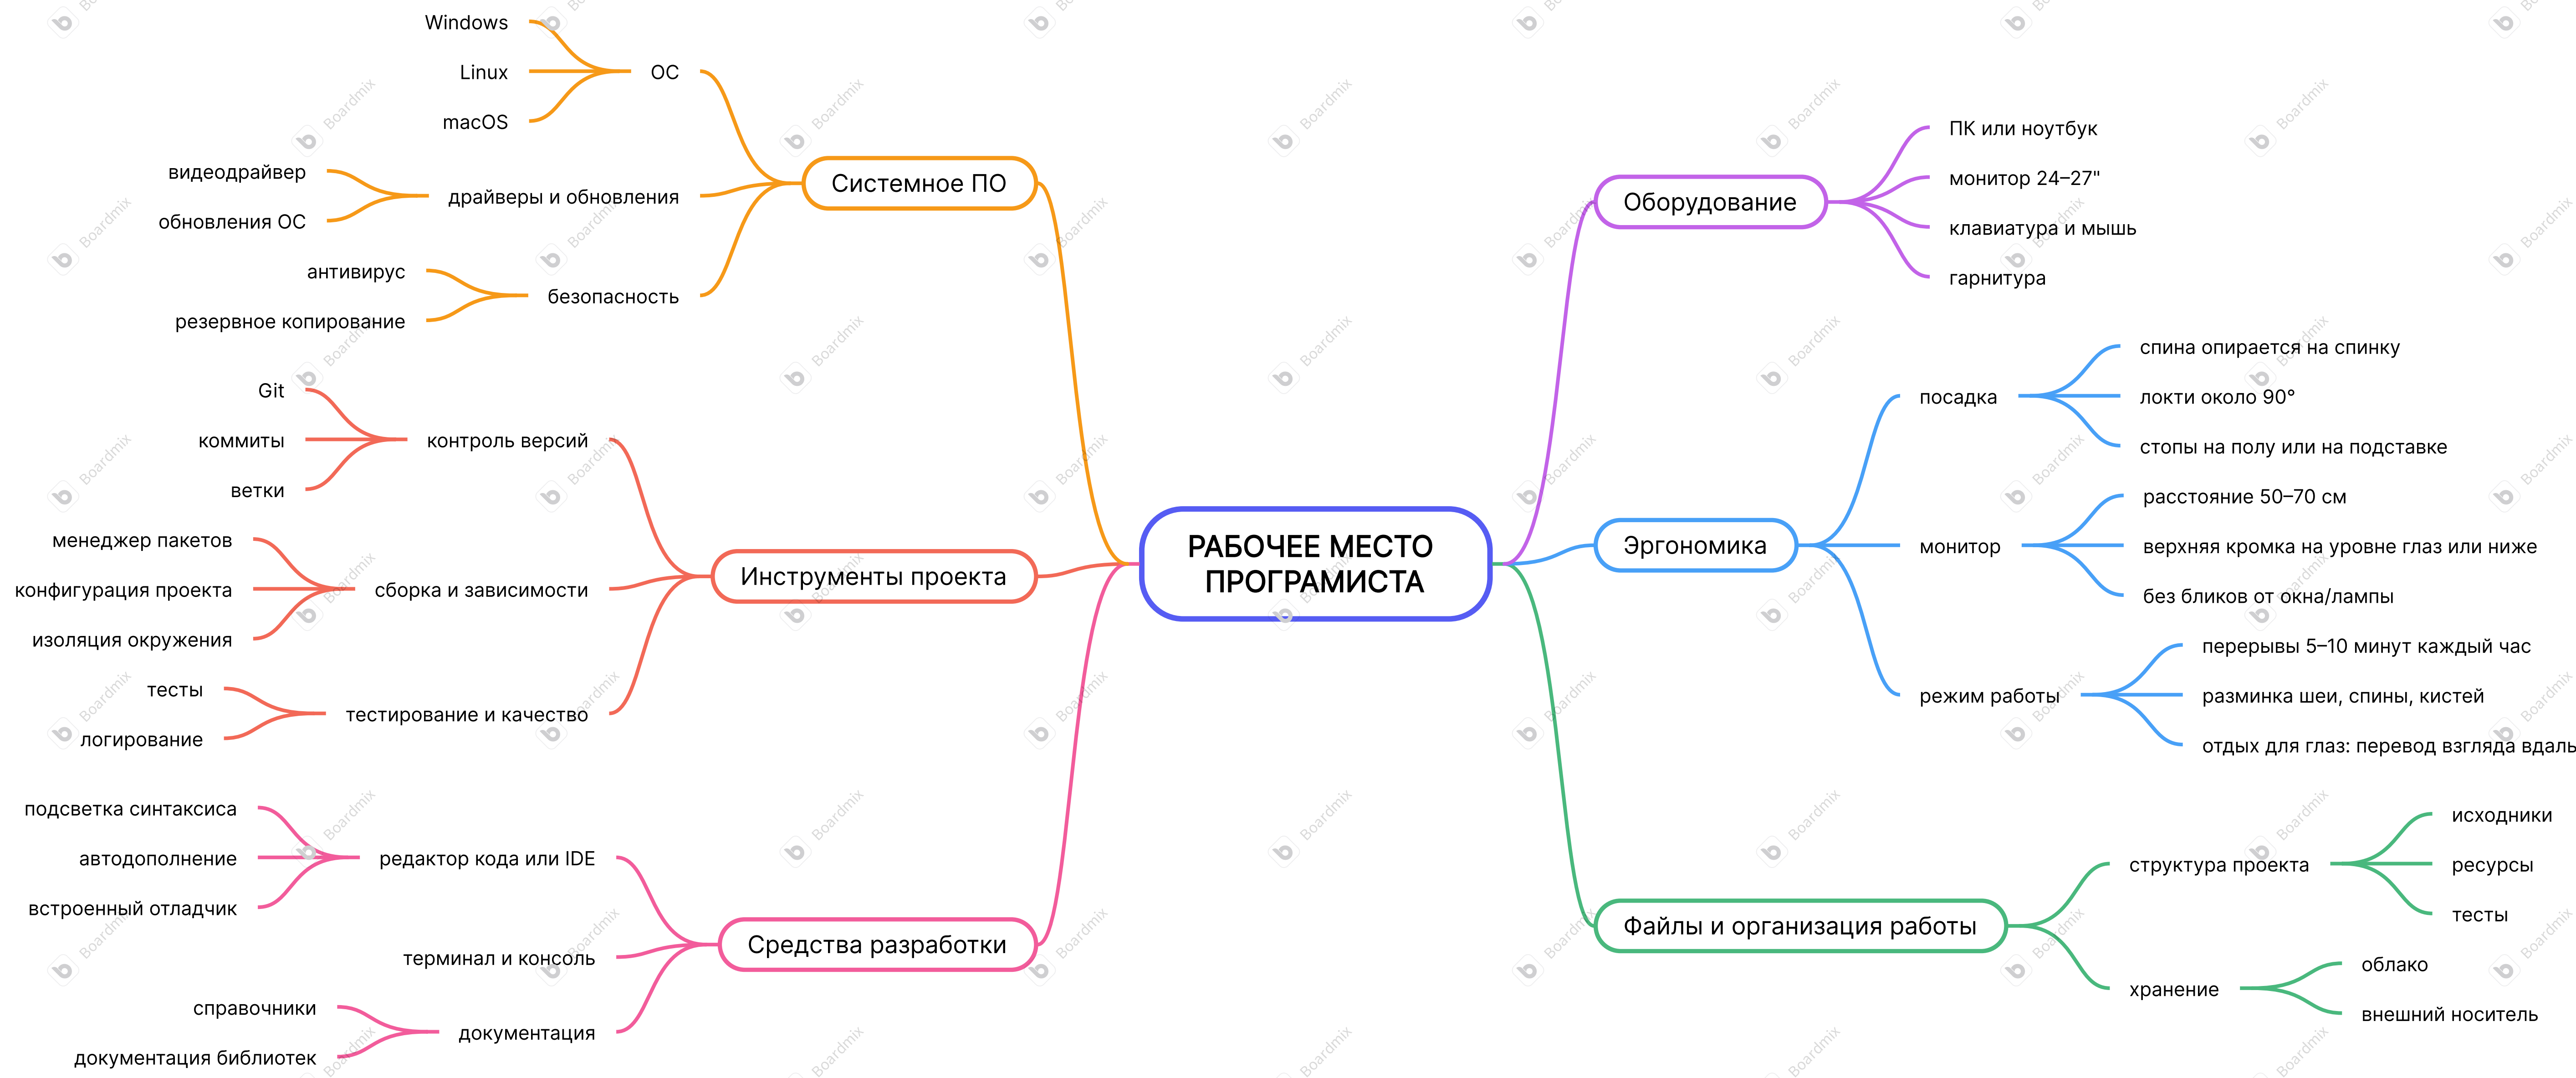 РАБОЧЕЕ МЕСТО
ПРОГРАМИСТА
Системное ПО
ОС
Windows
Linux
macOS
драйверы и обновления
видеодрайвер
обновления ОС
безопасность
антивирус
резервное копирование
Инструменты проекта
контроль версий
Git
коммиты
ветки
сборка и зависимости
менеджер пакетов
конфигурация проекта
изоляция окружения
тестирование и качество
тесты
логирование
Средства разработки
редактор кода или IDE
подсветка синтаксиса
автодополнение
встроенный отладчик
терминал и консоль
документация
справочники
документация библиотек
Оборудование
ПК или ноутбук
монитор 24–27"
клавиатура и мышь
гарнитура
Эргономика
посадка
спина опирается на спинку
локти около 90°
стопы на полу или на подставке
монитор
расстояние 50–70 см
верхняя кромка на уровне глаз или ниже
без бликов от окна/лампы
режим работы
перерывы 5–10 минут каждый час
разминка шеи, спины, кистей
отдых для глаз: перевод взгляда вдаль
Файлы и организация работы
структура проекта
исходники
ресурсы
тесты
хранение
облако
внешний носитель
Boardmix